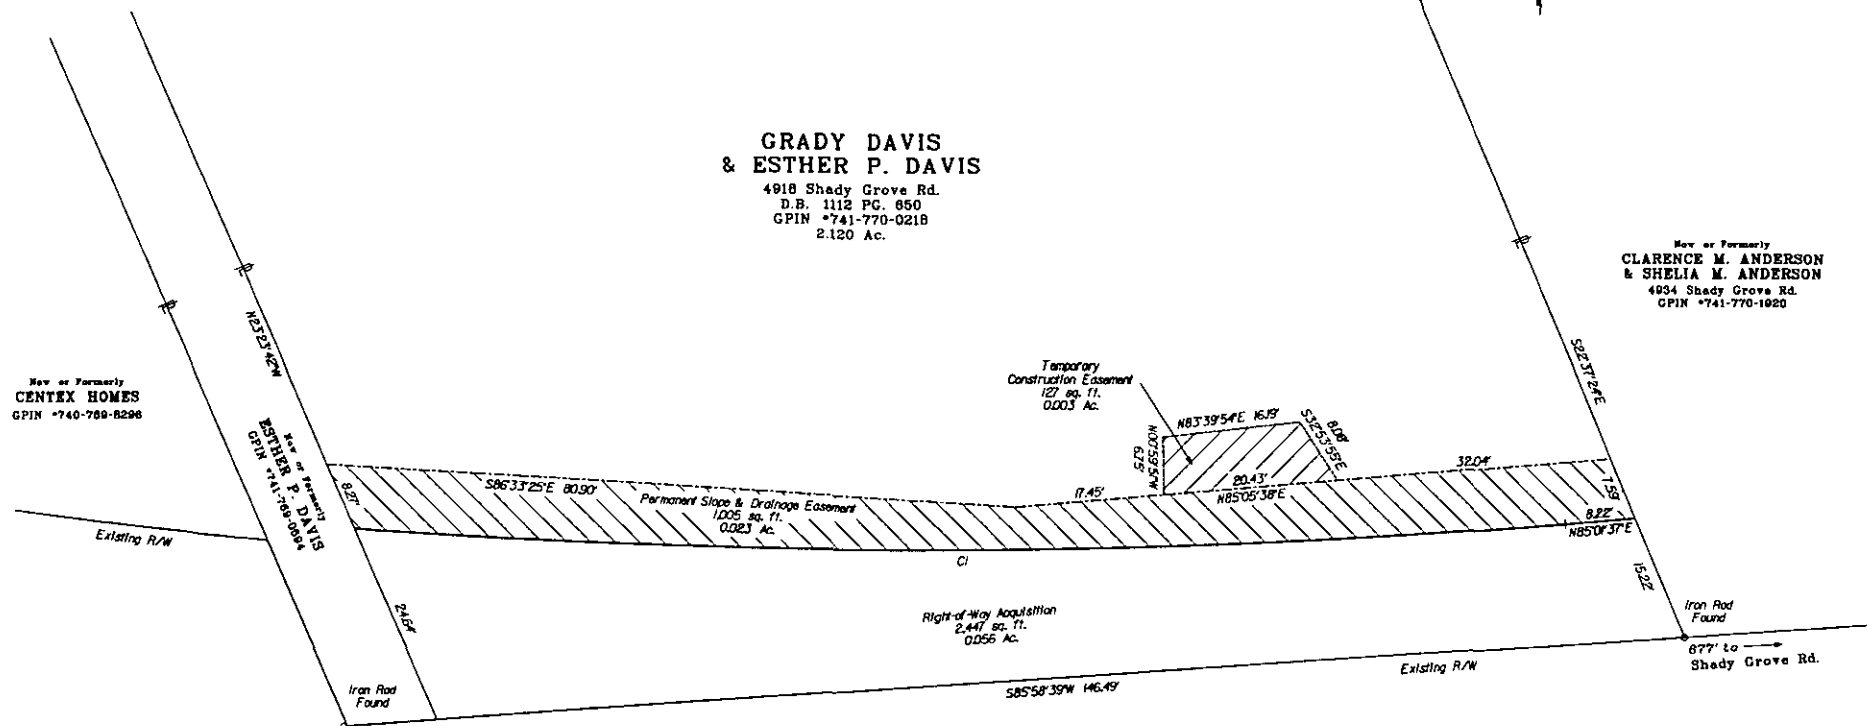 GRADY DAVIS
& ESTHER P. DAVIS
4918 Shady Grove Rd.
D.B. 1112 PG. 650
GPIN *741-770-0218
2.120 Ac.
Now or Formerly
CLARENCE M. ANDERSON
& SHELIA M. ANDERSON
4934 Shady Grove Rd.
GPIN *741-770-1920
Now or Formerly
CENTEX HOMES
GPIN *740-769-8296
N23°23'42"W
S22°37'24"E
Now or Formerly
ESTHER P. DAVIS
GPIN *741-769-0694
Temporary
Construction Easement
127 sq. ft.
0.003 Ac.
N83°39'54"E 16.19'
N00°59'51"W
6.75'
S32°53'55"E
8.08'
20.43'
N85°05'38"E
32.04'
17.45'
7.59'
8.27'
S86°33'25"E 80.90'
Permanent Slope & Drainage Easement
1,005 sq. ft.
0.023 Ac.
8.22'
N85°01'37"E
Existing R/W
C1
24.64'
15.22'
Right-of-Way Acquisition
2,447 sq. ft.
0.056 Ac.
Iron Rod
Found
Iron Rod
Found
677' to
Shady Grove Rd.
Existing R/W
S85°58'39"W 146.49'